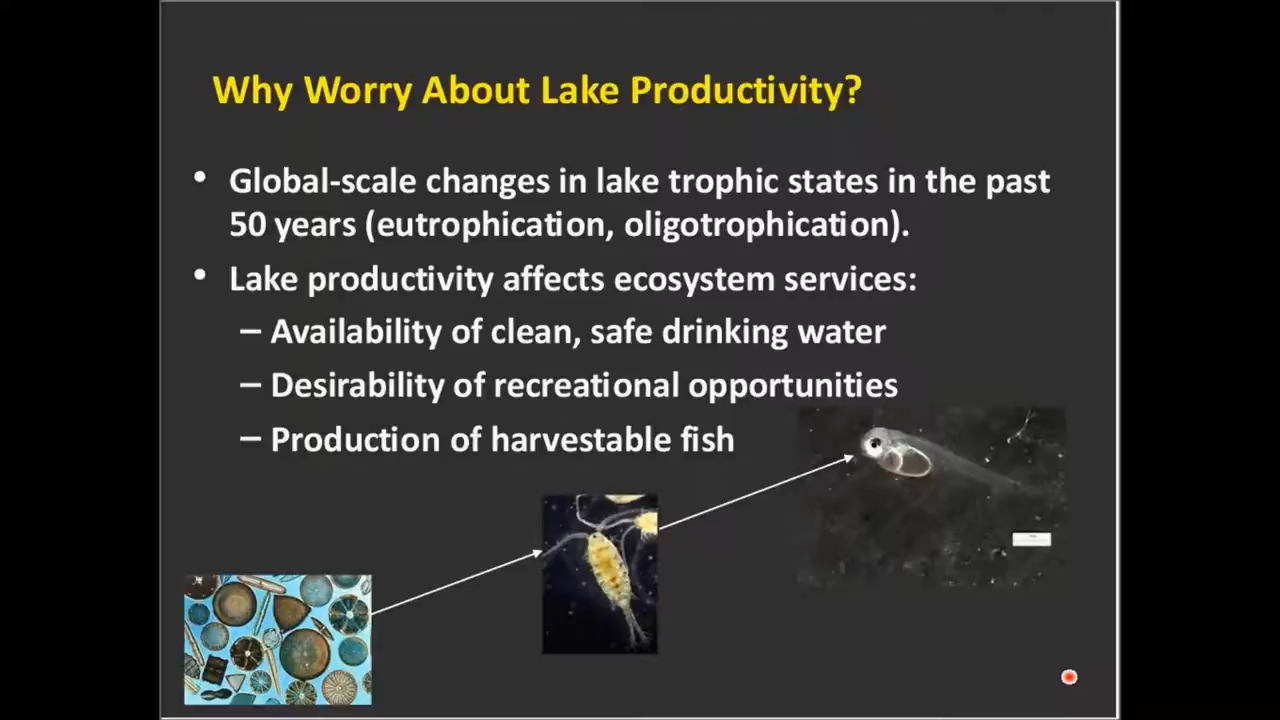 Why Worry About Lake Productivity?
• Global-scale changes in lake trophic states in the past
50 years (eutrophication, oligotrophication).
• Lake productivity affects ecosystem services:
– Availability of clean, safe drinking water
– Desirability of recreational opportunities
– Production of harvestable fish